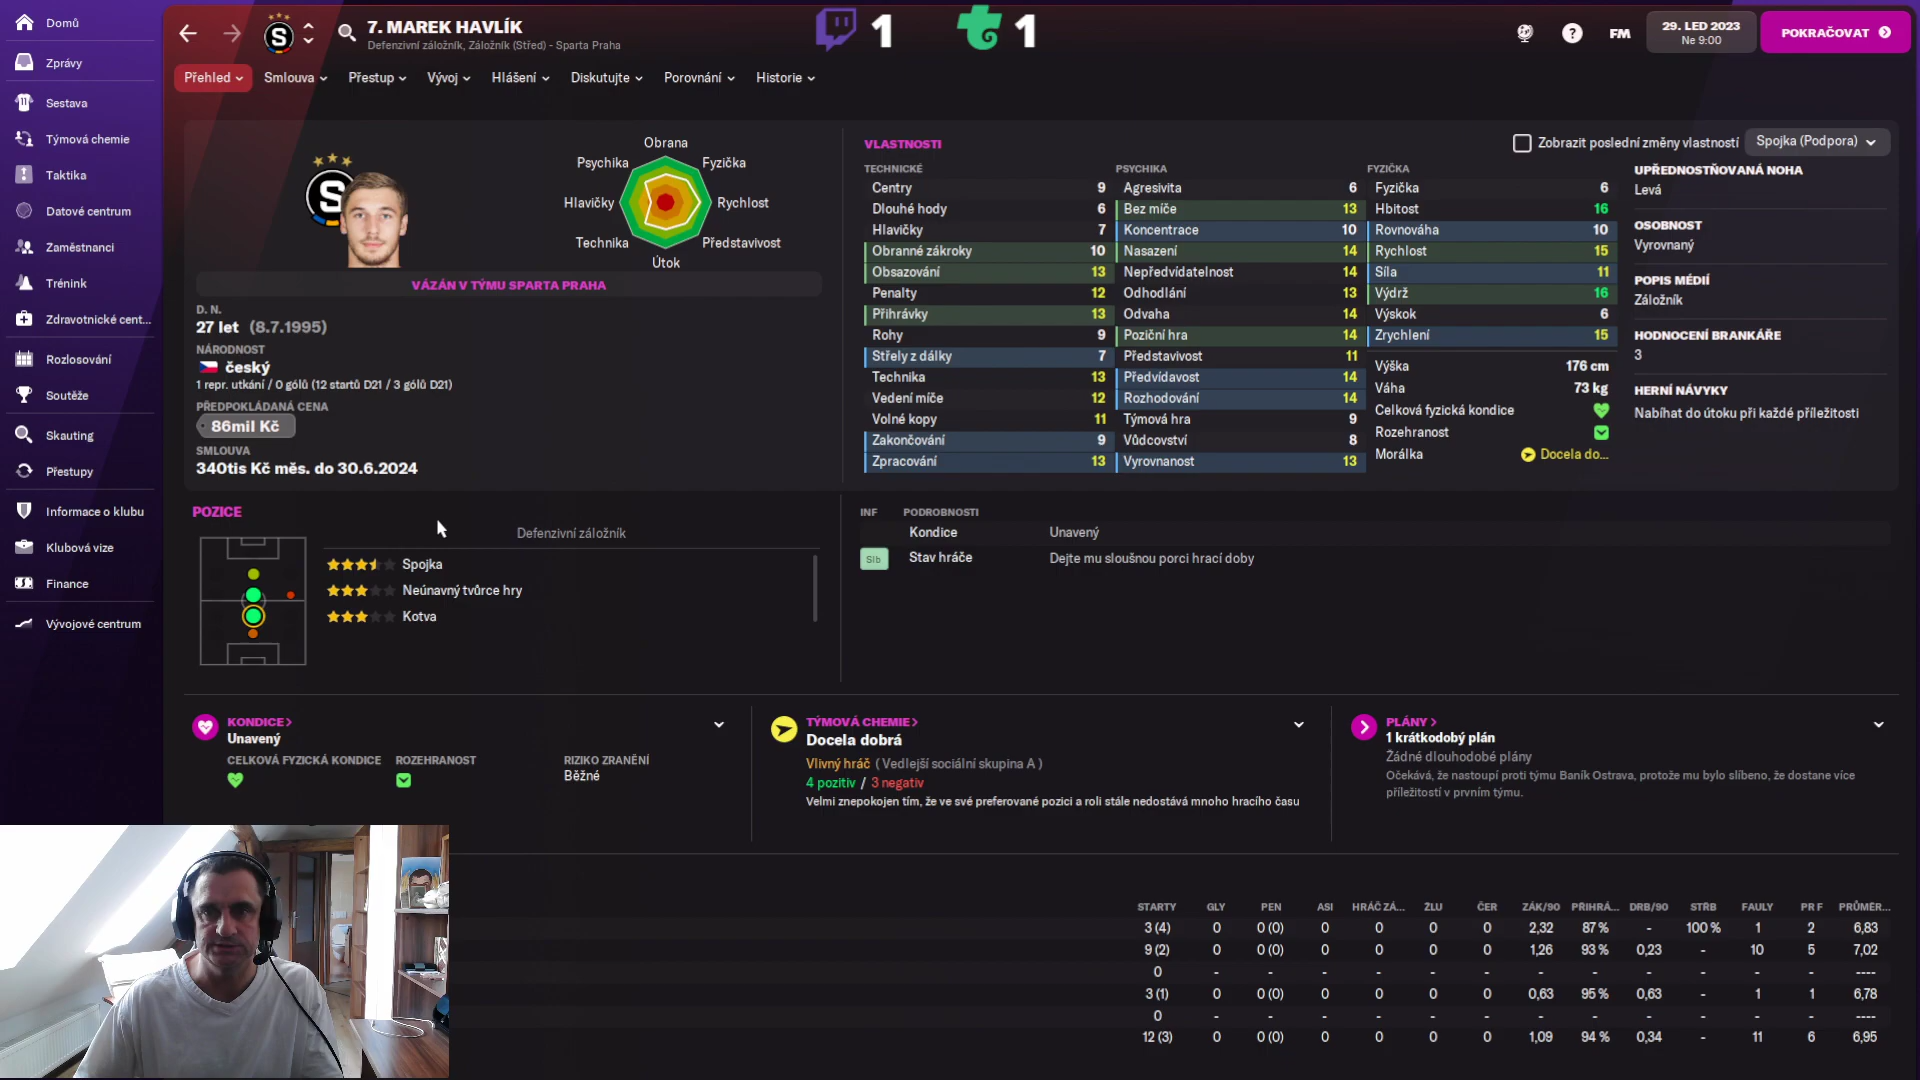 Domů
Zprávy
Sestava
Týmová chemie
Taktika
Datové centrum
Zaměstnanci
Trénink
Zdravotnické cent...
Rozlosování
Soutěže
Skauting
Přestupy
Informace o klubu
Klubová vize
Finance
Vývojové centrum
7. MAREK HAVLÍK
Defenzivní záložník, Záložník (Střed) - Sparta Praha
1
1
FM
29. LED 2023
Ne 9:00
POKRAČOVAT
Přehled
Smlouva
Přestup
Vývoj
Hlášení
Diskutujte
Porovnání
Historie
Obrana
Psychika
Fyzička
Hlavičky
Rychlost
Technika
Představivost
Útok
VÁZÁN V TÝMU SPARTA PRAHA
D. N.
27 let (8.7.1995)
NÁRODNOST
český
1 repr. utkání / 0 gólů (12 startů D21 / 3 gólů D21)
PŘEDPOKLÁDANÁ CENA
86mil Kč
SMLOUVA
340tis Kč měs. do 30.6.2024
VLASTNOSTI
Zobrazit poslední změny vlastností
Spojka (Podpora)
TECHNICKÉ
Centry 9
Dlouhé hody 6
Hlavičky 7
Obranné zákroky 10
Obsazování 13
Penalty 12
Přihrávky 13
Rohy 9
Střely z dálky 7
Technika 13
Vedení míče 12
Volné kopy 11
Zakončování 9
Zpracování 13
PSYCHIKA
Agresivita 6
Bez míče 13
Koncentrace 10
Nasazení 14
Nepředvídatelnost 14
Odhodlání 13
Odvaha 14
Poziční hra 14
Představivost 11
Předvídavost 14
Rozhodování 14
Týmová hra 9
Vůdcovství 8
Vyrovnanost 13
FYZIČKA
Fyzička 6
Hbitost 16
Rovnováha 10
Rychlost 15
Síla 11
Výdrž 16
Výskok 6
Zrychlení 15
Výška 176 cm
Váha 73 kg
Celková fyzická kondice
Rozehranost
Morálka Docela do...
UPŘEDNOSTŇOVANÁ NOHA
Levá
OSOBNOST
Vyrovnaný
POPIS MÉDIÍ
Záložník
HODNOCENÍ BRANKÁŘE
3
HERNÍ NÁVYKY
Nabíhat do útoku při každé příležitosti
POZICE
Defenzivní záložník
Spojka
Neúnavný tvůrce hry
Kotva
INF PODROBNOSTI
Kondice Unavený
Slb Stav hráče Dejte mu sloušnou porci hrací doby
KONDICE>
Unavený
CELKOVÁ FYZICKÁ KONDICE
ROZEHRANOST
RIZIKO ZRANĚNÍ
Běžné
TÝMOVÁ CHEMIE>
Docela dobrá
Vlivný hráč ( Vedlejší sociální skupina A )
4 pozitiv / 3 negativ
Velmi znepokojen tím, že ve své preferované pozici a roli stále nedostává mnoho hracího času
PLÁNY>
1 krátkodobý plán
Žádné dlouhodobé plány
Očekává, že nastoupí proti týmu Baník Ostrava, protože mu bylo slíbeno, že dostane více
příležitostí v prvním týmu.
STARTY GLY PEN ASI HRÁČ ZÁ... ŽLU ČER ZÁK/90 PŘIHRÁ... DRB/90 STŘB FAULY PR F PRŮMĚR...
3 (4) 0 0 (0) 0 0 0 0 2,32 87 % - 100 % 1 2 6,83
9 (2) 0 0 (0) 0 0 0 0 1,26 93 % 0,23 - 10 5 7,02
0 - - - - - - - - - - - - ----
3 (1) 0 0 (0) 0 0 0 0 0,63 95 % 0,63 - 1 1 6,78
0 - - - - - - - - - - - - ----
12 (3) 0 0 (0) 0 0 0 0 1,09 94 % 0,34 - 11 6 6,95